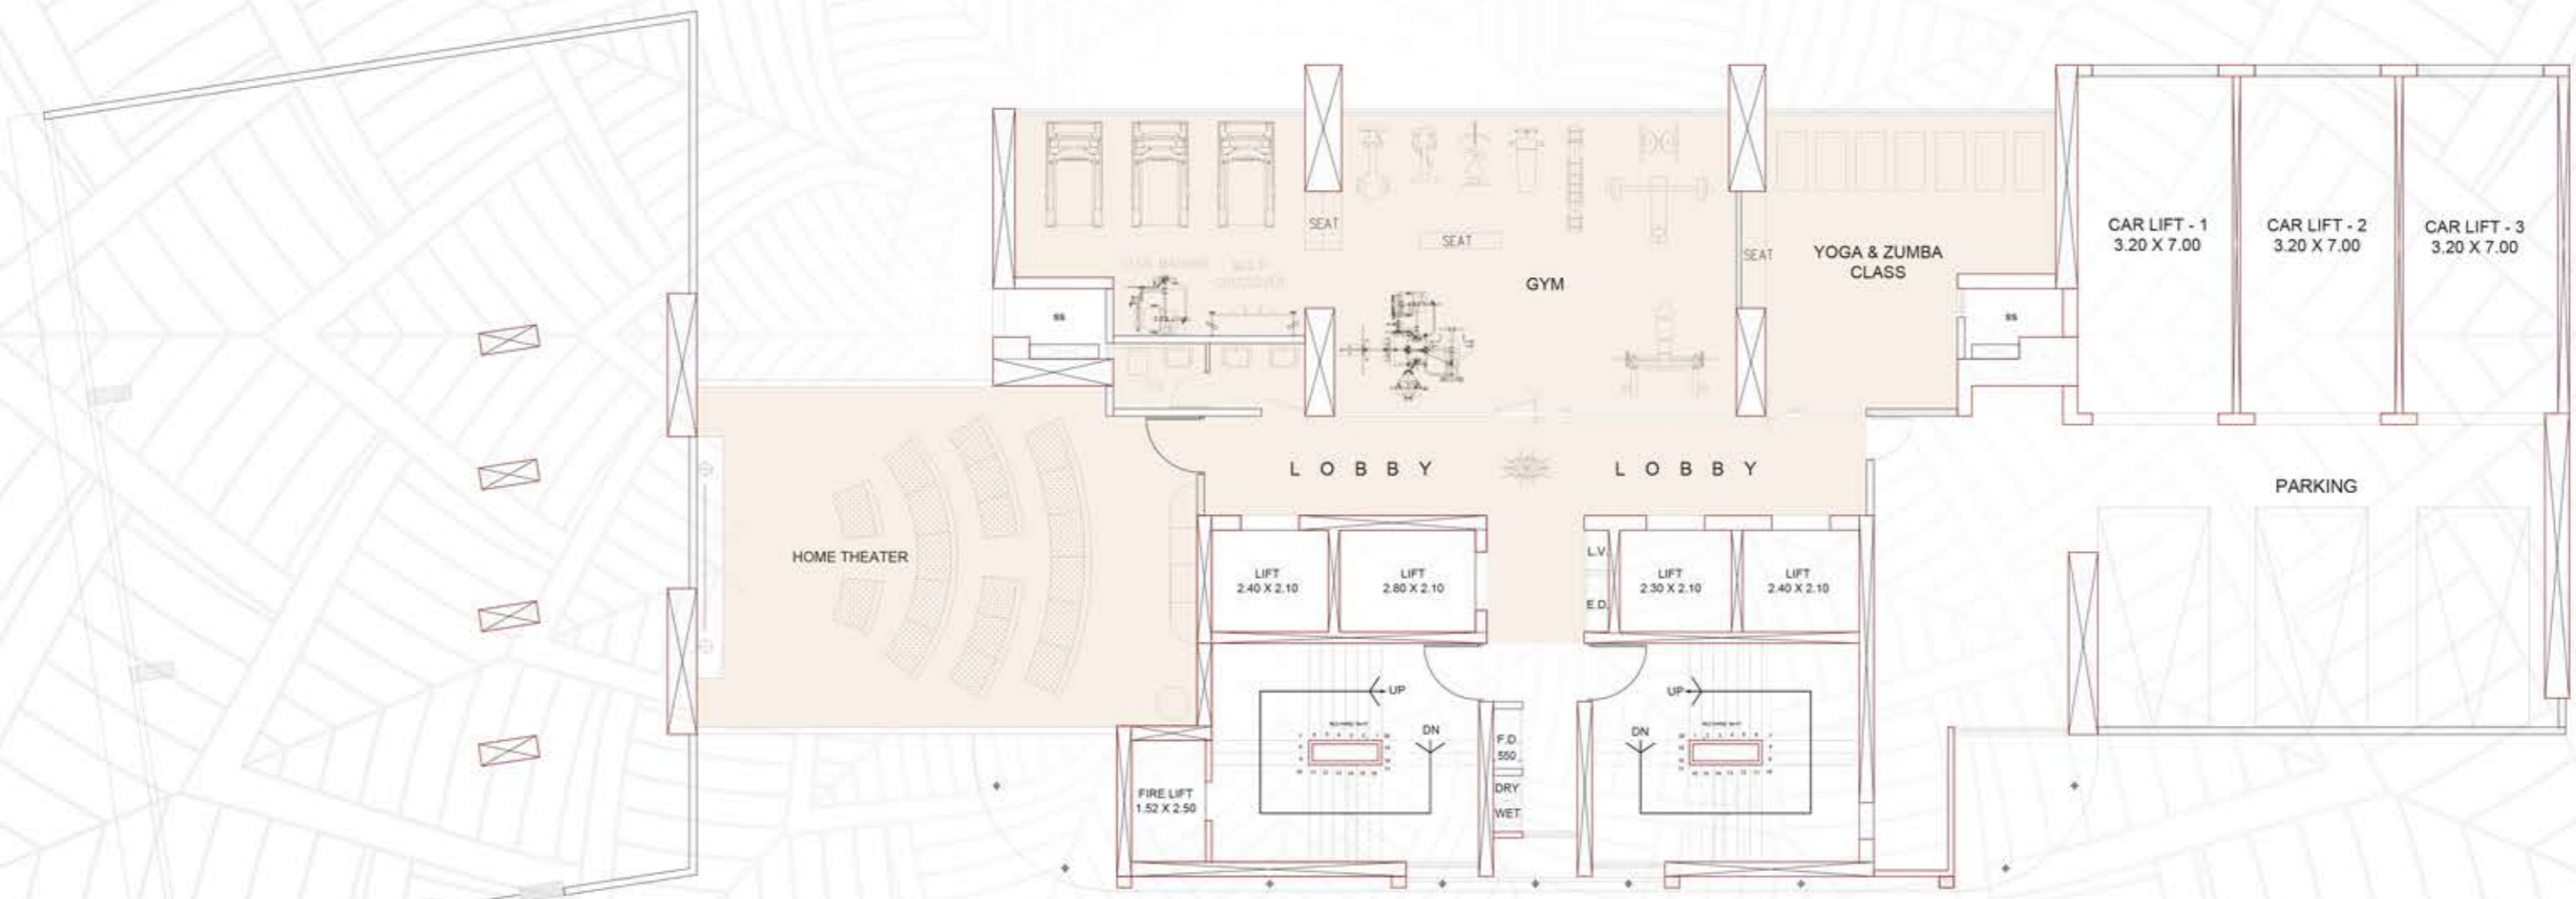 SEAT
SEAT
SEAT
GYM
YOGA & ZUMBA
CLASS
CAR LIFT - 1
3.20 X 7.00
CAR LIFT - 2
3.20 X 7.00
CAR LIFT - 3
3.20 X 7.00
SS
SS
LOBBY
LOBBY
PARKING
HOME THEATER
LIFT
2.40 X 2.10
LIFT
2.80 X 2.10
L.V.
E.D.
LIFT
2.30 X 2.10
LIFT
2.40 X 2.10
UP
DN
UP
DN
F.D.
550
DRY
WET
FIRE LIFT
1.52 X 2.50